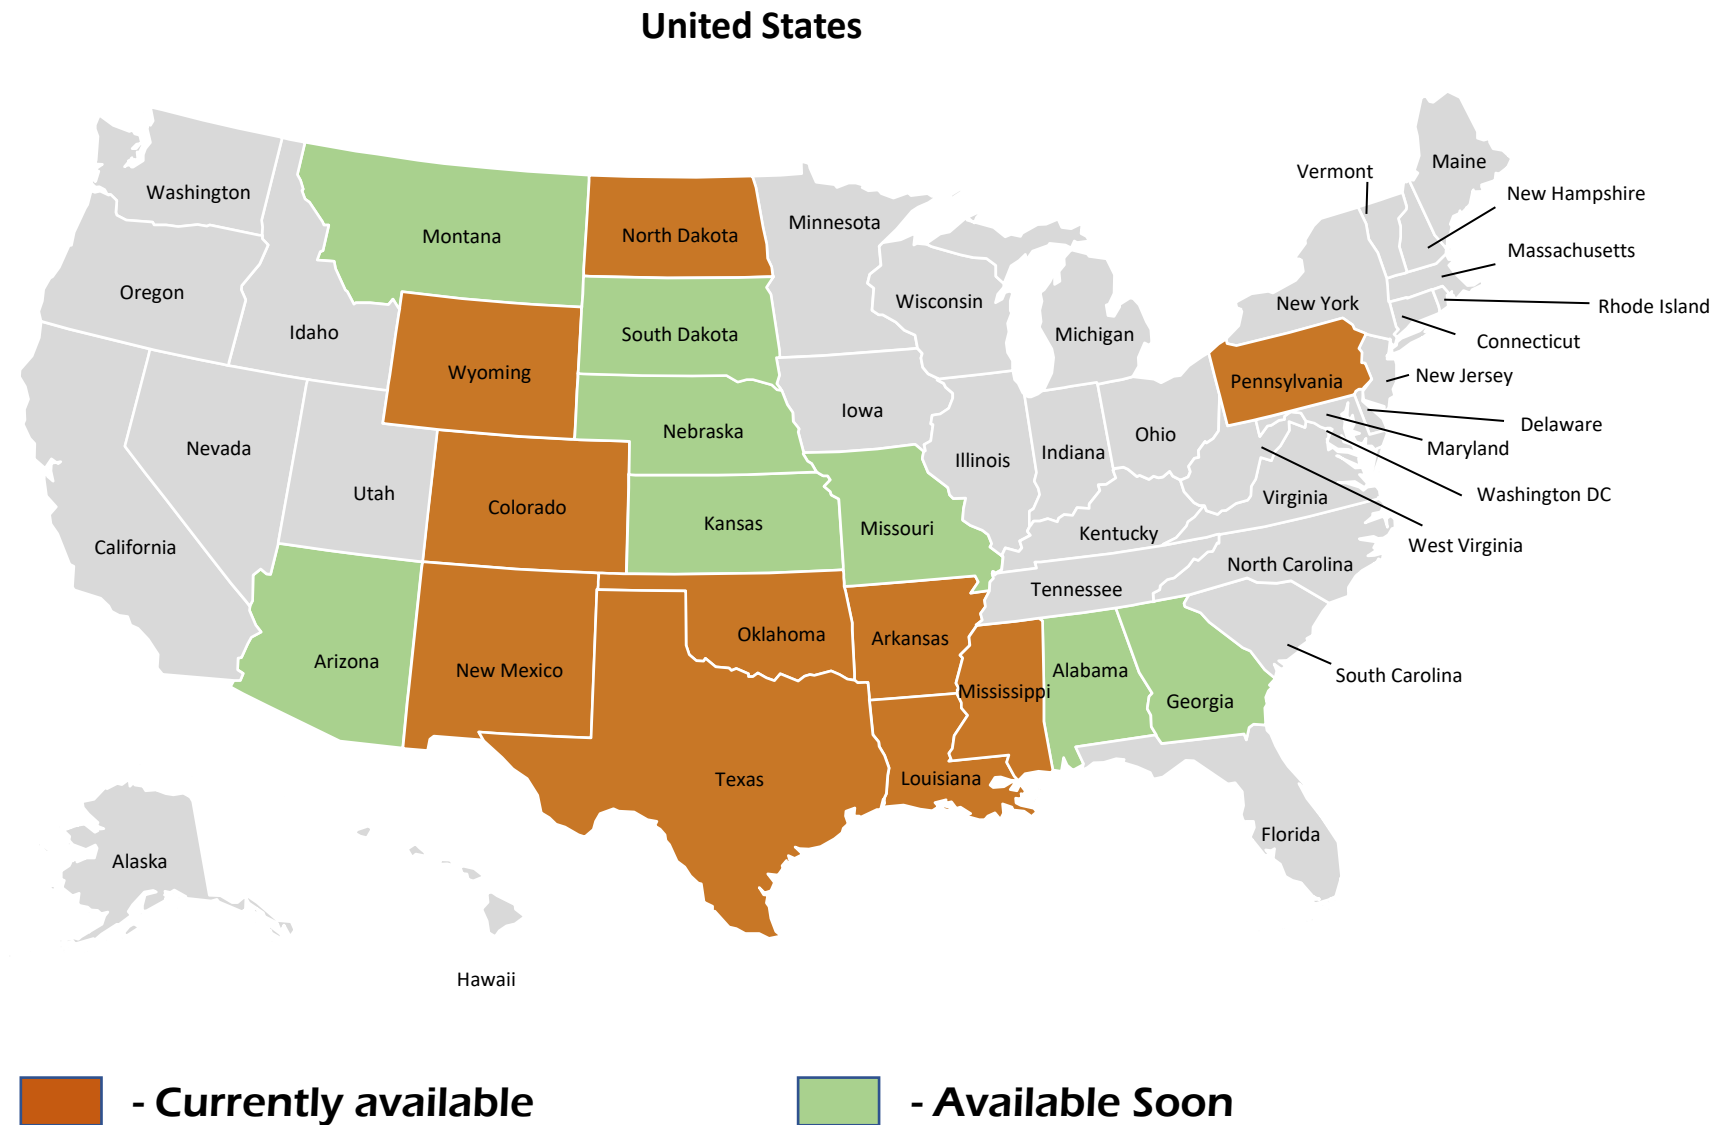 United States
Maine
Vermont
Washington
New Hampshire
Minnesota
North Dakota
Montana
Massachusetts
Oregon
Wisconsin
New York
Rhode Island
Idaho
South Dakota
Michigan
Connecticut
Wyoming
New Jersey
Pennsylvania
Iowa
Delaware
Nebraska
Ohio
Nevada
Maryland
Indiana
Illinois
Utah
Washington DC
Virginia
Colorado
Kansas
Missouri
Kentucky
California
West Virginia
North Carolina
Tennessee
Oklahoma
Arkansas
Arizona
New Mexico
Alabama
South Carolina
Mississippi
Georgia
Texas
Louisiana
Florida
Alaska
Hawaii
- Currently available
- Available Soon